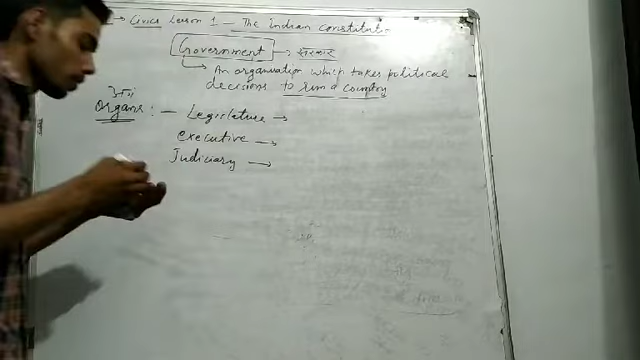 → Civics Lesson 1 - The Indian Constituti
Government → सरकार
→ An organisation which takes political
decisions to run a country
अंग
Organs :- Legislature →
executive →
Judiciary →